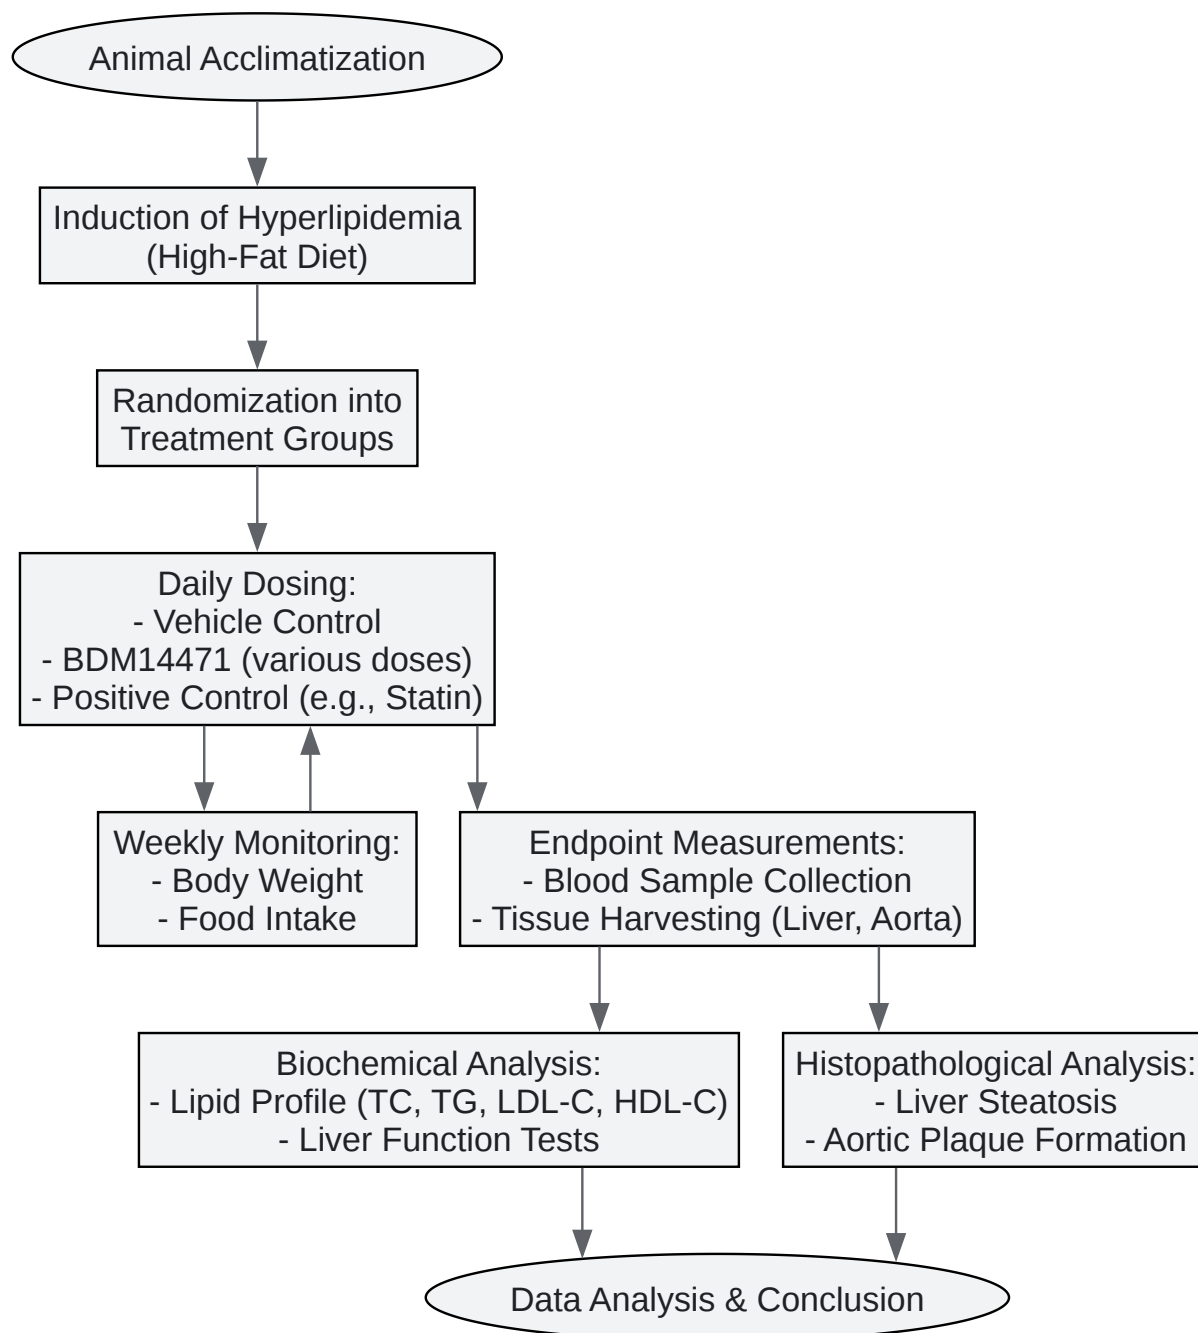 Animal Acclimatization
Induction of Hyperlipidemia
(High-Fat Diet)
Randomization into
Treatment Groups
Daily Dosing:
- Vehicle Control
- BDM14471 (various doses)
- Positive Control (e.g., Statin)
Weekly Monitoring:
- Body Weight
- Food Intake
Endpoint Measurements:
- Blood Sample Collection
- Tissue Harvesting (Liver, Aorta)
Biochemical Analysis:
- Lipid Profile (TC, TG, LDL-C, HDL-C)
- Liver Function Tests
Histopathological Analysis:
- Liver Steatosis
- Aortic Plaque Formation
Data Analysis & Conclusion